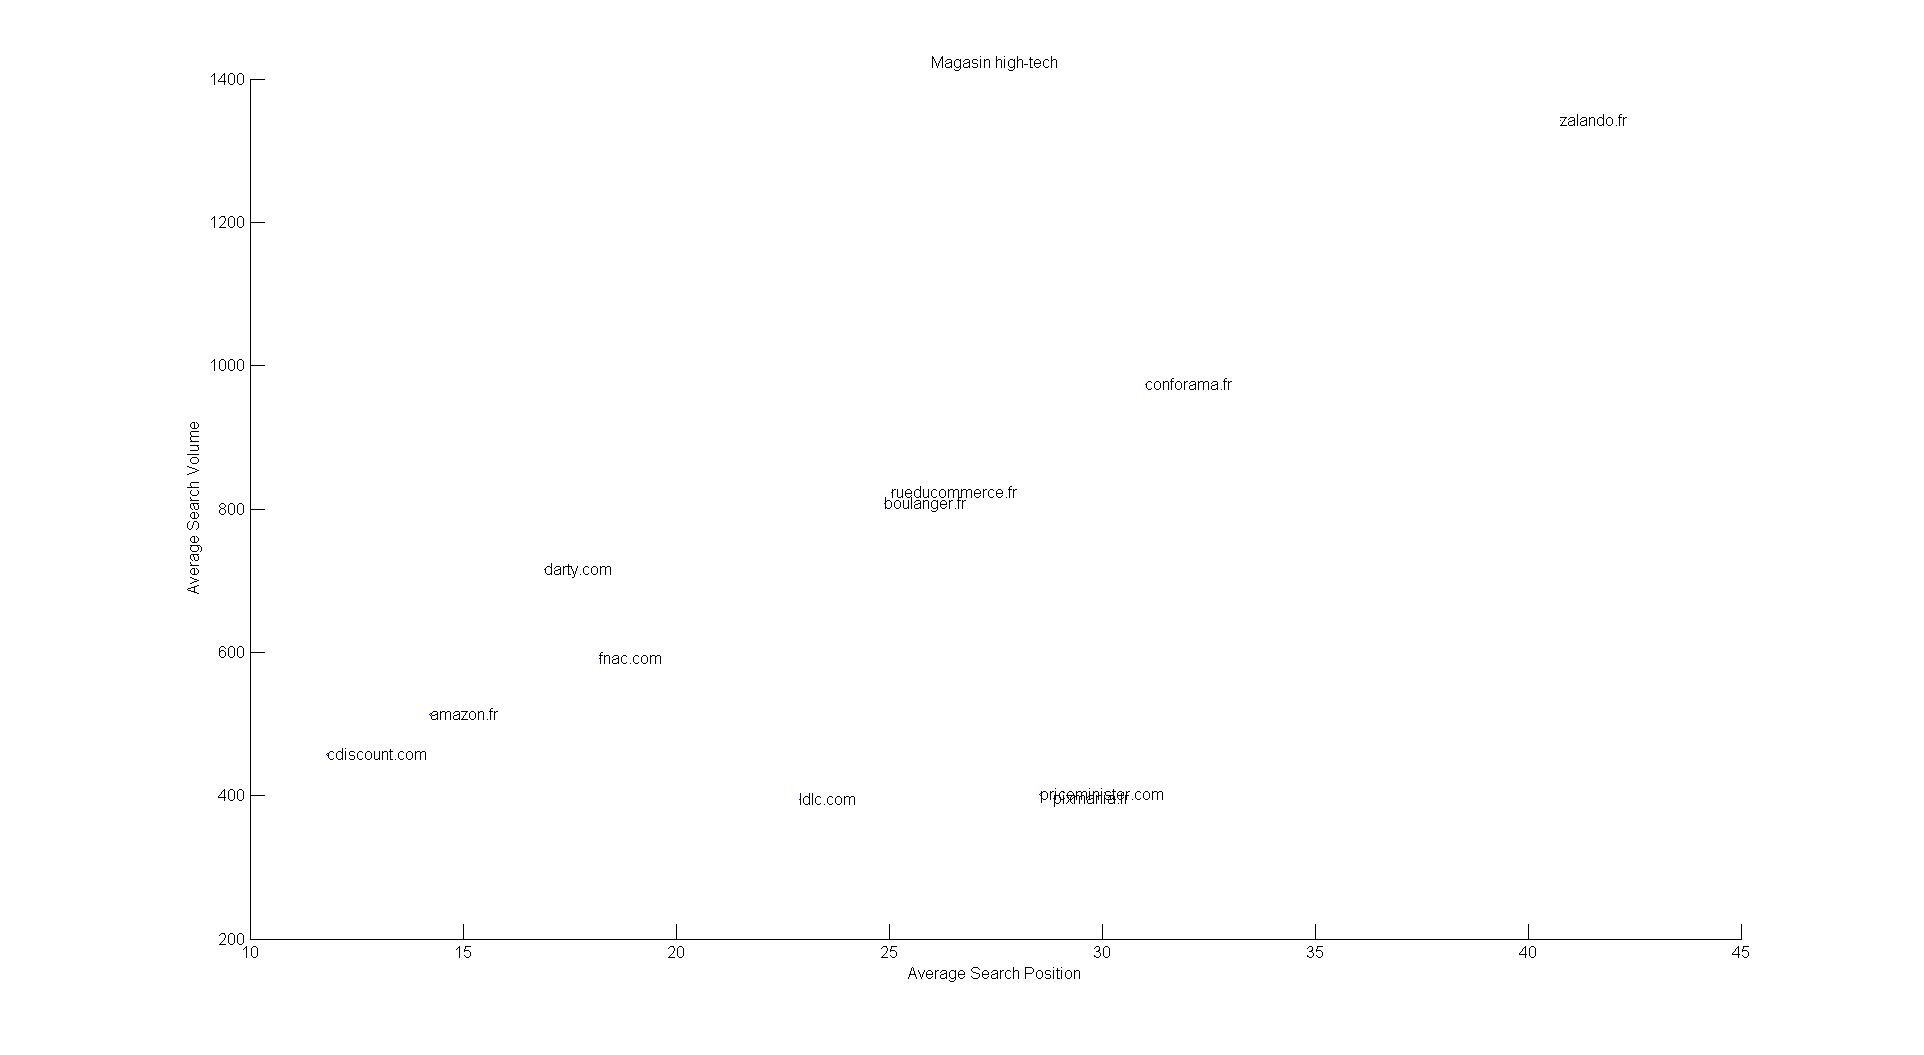 Magasin high-tech
1400
zalando.fr
1200
1000
conforama.fr
Average Search Volume
rueducommerce.fr
boulanger.fr
800
darty.com
600
fnac.com
amazon.fr
cdiscount.com
400
priceminister.com
ldlc.com
pixmania.fr
200
10 15 20 25 30 35 40 45
Average Search Position